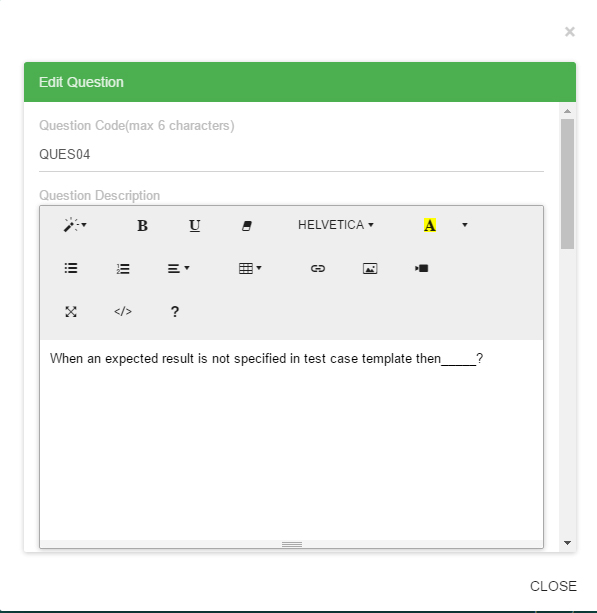 ×
Edit Question
Question Code(max 6 characters)
QUES04
Question Description
B U HELVETICA A
</>
?
When an expected result is not specified in test case template then_____?
CLOSE